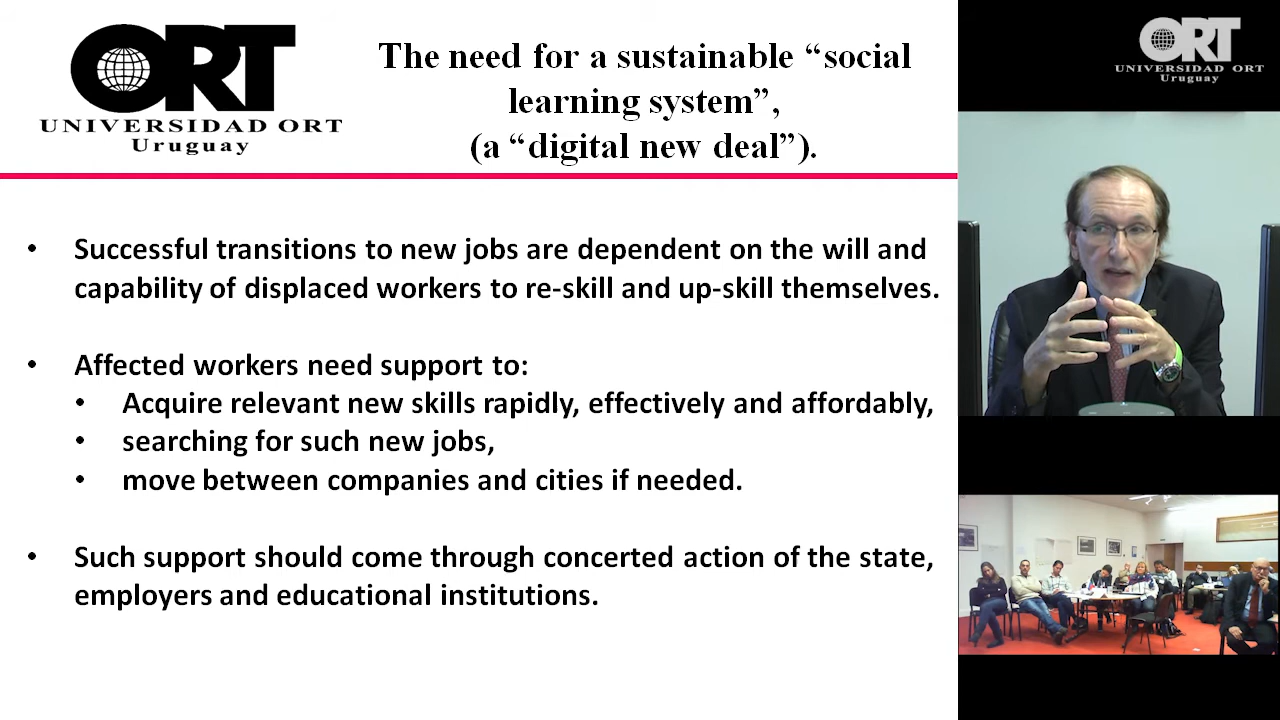 ORT
UNIVERSIDAD ORT
Uruguay
The need for a sustainable “social
learning system”,
(a “digital new deal”).
• Successful transitions to new jobs are dependent on the will and
capability of displaced workers to re-skill and up-skill themselves.
• Affected workers need support to:
• Acquire relevant new skills rapidly, effectively and affordably,
• searching for such new jobs,
• move between companies and cities if needed.
• Such support should come through concerted action of the state,
employers and educational institutions.
ORT
UNIVERSIDAD ORT
Uruguay